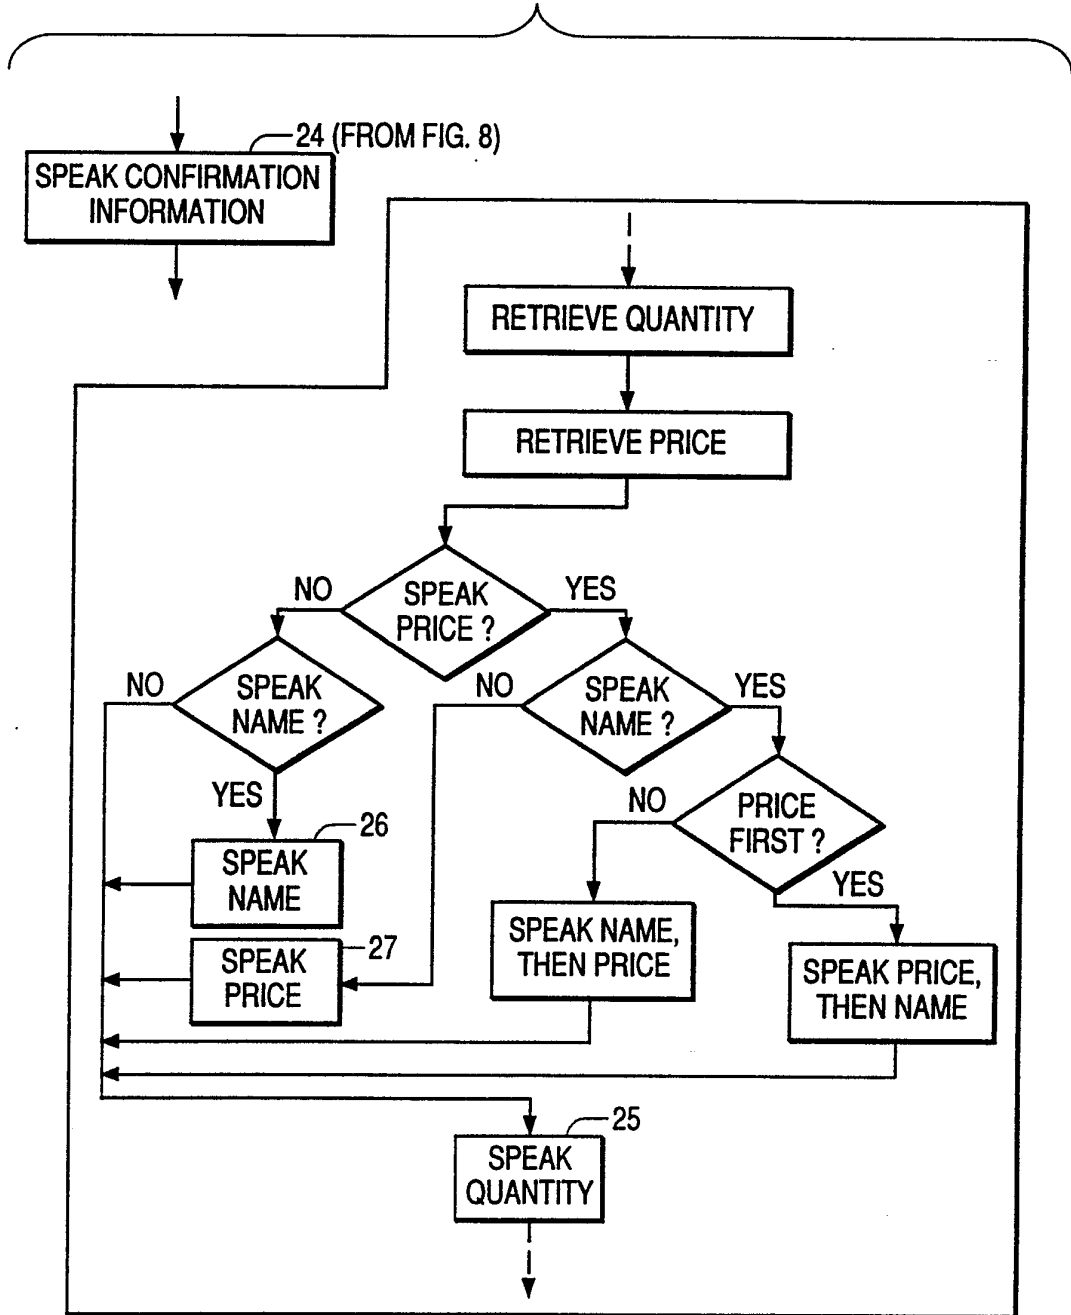 24 (FROM FIG. 8)
SPEAK CONFIRMATION
INFORMATION
RETRIEVE QUANTITY
RETRIEVE PRICE
SPEAK
PRICE ?
NO
YES
SPEAK
NAME ?
NO
YES
SPEAK
NAME ?
NO
YES
PRICE
FIRST ?
NO
YES
26
SPEAK
NAME
27
SPEAK
PRICE
SPEAK NAME,
THEN PRICE
SPEAK PRICE,
THEN NAME
25
SPEAK
QUANTITY